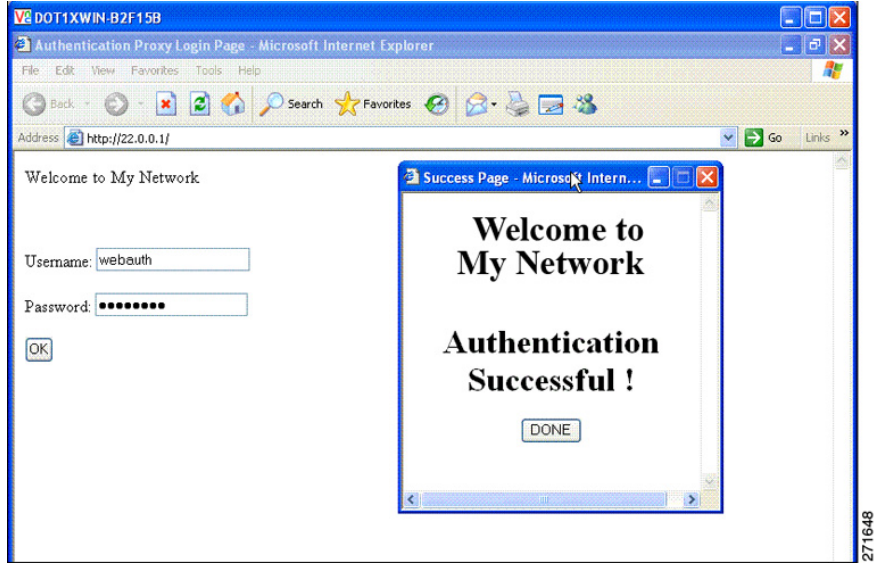 DOT1XWIN-B2F15B
Authentication Proxy Login Page - Microsoft Internet Explorer
File Edit View Favorites Tools Help
Back Search Favorites
Address http://22.0.0.1/ Go Links »
Welcome to My Network
Username: webauth
Password: ●●●●●●●●
OK
Success Page - Microsoft Intern...
Welcome to
My Network
Authentication
Successful !
DONE
271648